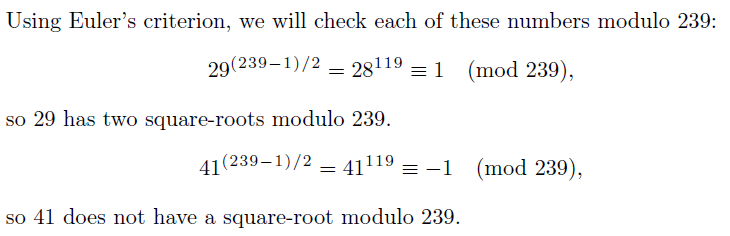 Using Euler's criterion, we will check each of these numbers modulo 239:
29^{(239−1)/2} = 28^{119} ≡ 1 (mod 239),
so 29 has two square-roots modulo 239.
41^{(239−1)/2} = 41^{119} ≡ −1 (mod 239),
so 41 does not have a square-root modulo 239.